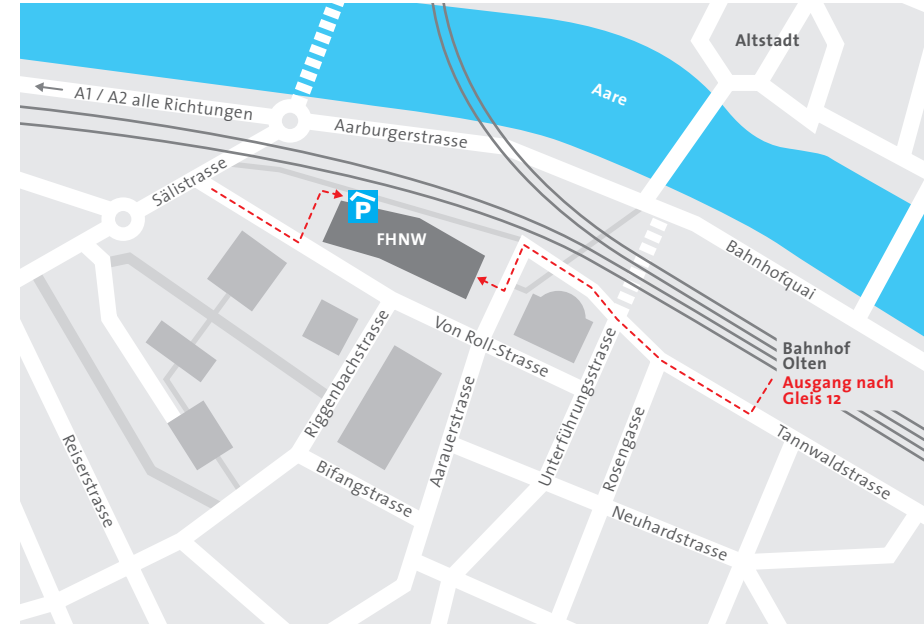 Altstadt
Aare
A1 / A2 alle Richtungen
Aarburgerstrasse
Sälistrasse
P
FHNW
Bahnhofquai
Von Roll-Strasse
Bahnhof
Olten
Ausgang nach
Gleis 12
Riggenbachstrasse
Aarauerstrasse
Unterführungsstrasse
Rosengasse
Tannwaldstrasse
Reiserstrasse
Bifangstrasse
Neuhardstrasse